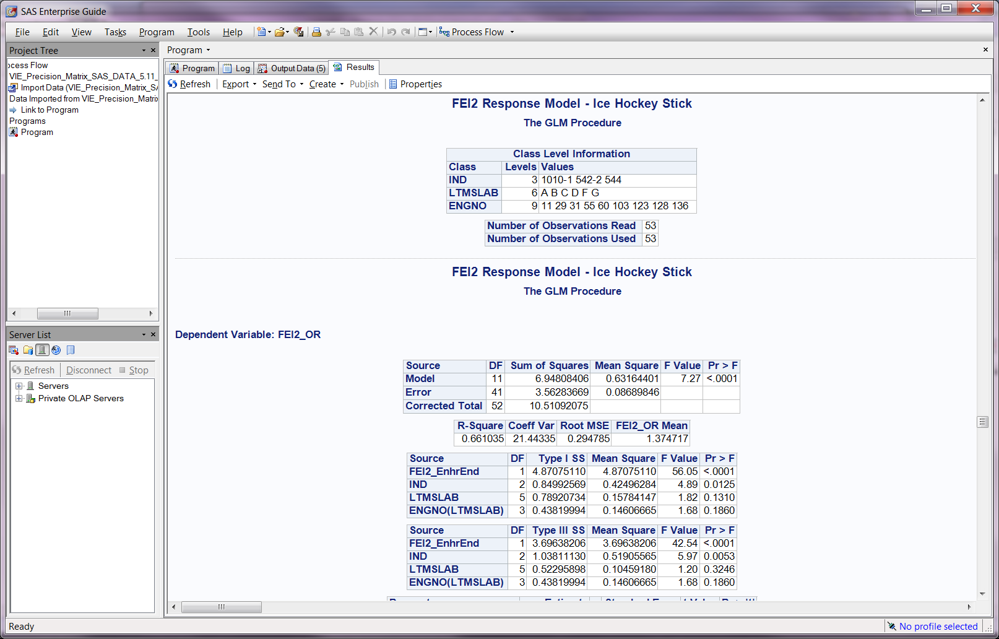 SAS Enterprise Guide
File Edit View Tasks Program Tools Help Process Flow
Project Tree
ocess Flow
VIE_Precision_Matrix_SAS_DATA_5.11_
Import Data (VIE_Precision_Matrix_SA
Data Imported from VIE_Precision_Matrix
Link to Program
Programs
Program
Server List
Refresh Disconnect Stop
Servers
Private OLAP Servers
Program
Program Log Output Data (5) Results
Refresh Export Send To Create Publish Properties
FEI2 Response Model - Ice Hockey Stick
The GLM Procedure
Class Level Information
Class Levels Values
IND 3 1010-1 542-2 544
LTMSLAB 6 A B C D F G
ENGNO 9 11 29 31 55 60 103 123 128 136
Number of Observations Read 53
Number of Observations Used 53
FEI2 Response Model - Ice Hockey Stick
The GLM Procedure
Dependent Variable: FEI2_OR
Source DF Sum of Squares Mean Square F Value Pr > F
Model 11 6.94808406 0.63164401 7.27 <.0001
Error 41 3.56283669 0.08689846
Corrected Total 52 10.51092075
R-Square Coeff Var Root MSE FEI2_OR Mean
0.661035 21.44335 0.294785 1.374717
Source DF Type I SS Mean Square F Value Pr > F
FEI2_EnhrEnd 1 4.87075110 4.87075110 56.05 <.0001
IND 2 0.84992569 0.42496284 4.89 0.0125
LTMSLAB 5 0.78920734 0.15784147 1.82 0.1310
ENGNO(LTMSLAB) 3 0.43819994 0.14606665 1.68 0.1860
Source DF Type III SS Mean Square F Value Pr > F
FEI2_EnhrEnd 1 3.69638206 3.69638206 42.54 <.0001
IND 2 1.03811130 0.51905565 5.97 0.0053
LTMSLAB 5 0.52295898 0.10459180 1.20 0.3246
ENGNO(LTMSLAB) 3 0.43819994 0.14606665 1.68 0.1860
Ready
No profile selected